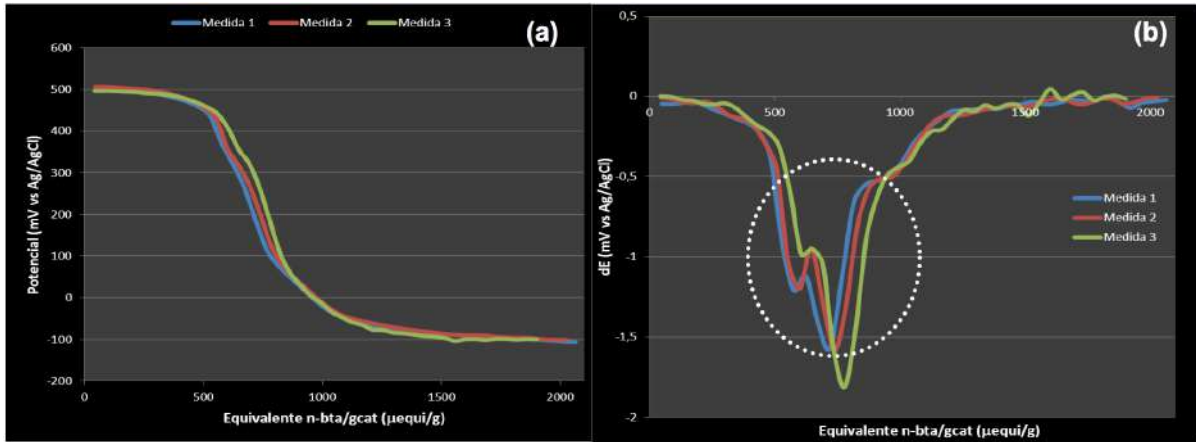 Medida 1 Medida 2 Medida 3
(a)
600
500
400
300
200
100
0
-100
-200
0 500 1000 1500 2000
Potencial (mV vs Ag/AgCl)
Equivalente n-bta/gcat (µequi/g)
(b)
0,5
0
-0,5
-1
-1,5
-2
0 500 1000 1500 2000
dE (mV vs Ag/AgCl)
Medida 1
Medida 2
Medida 3
Equivalente n-bta/gcat (µequi/g)